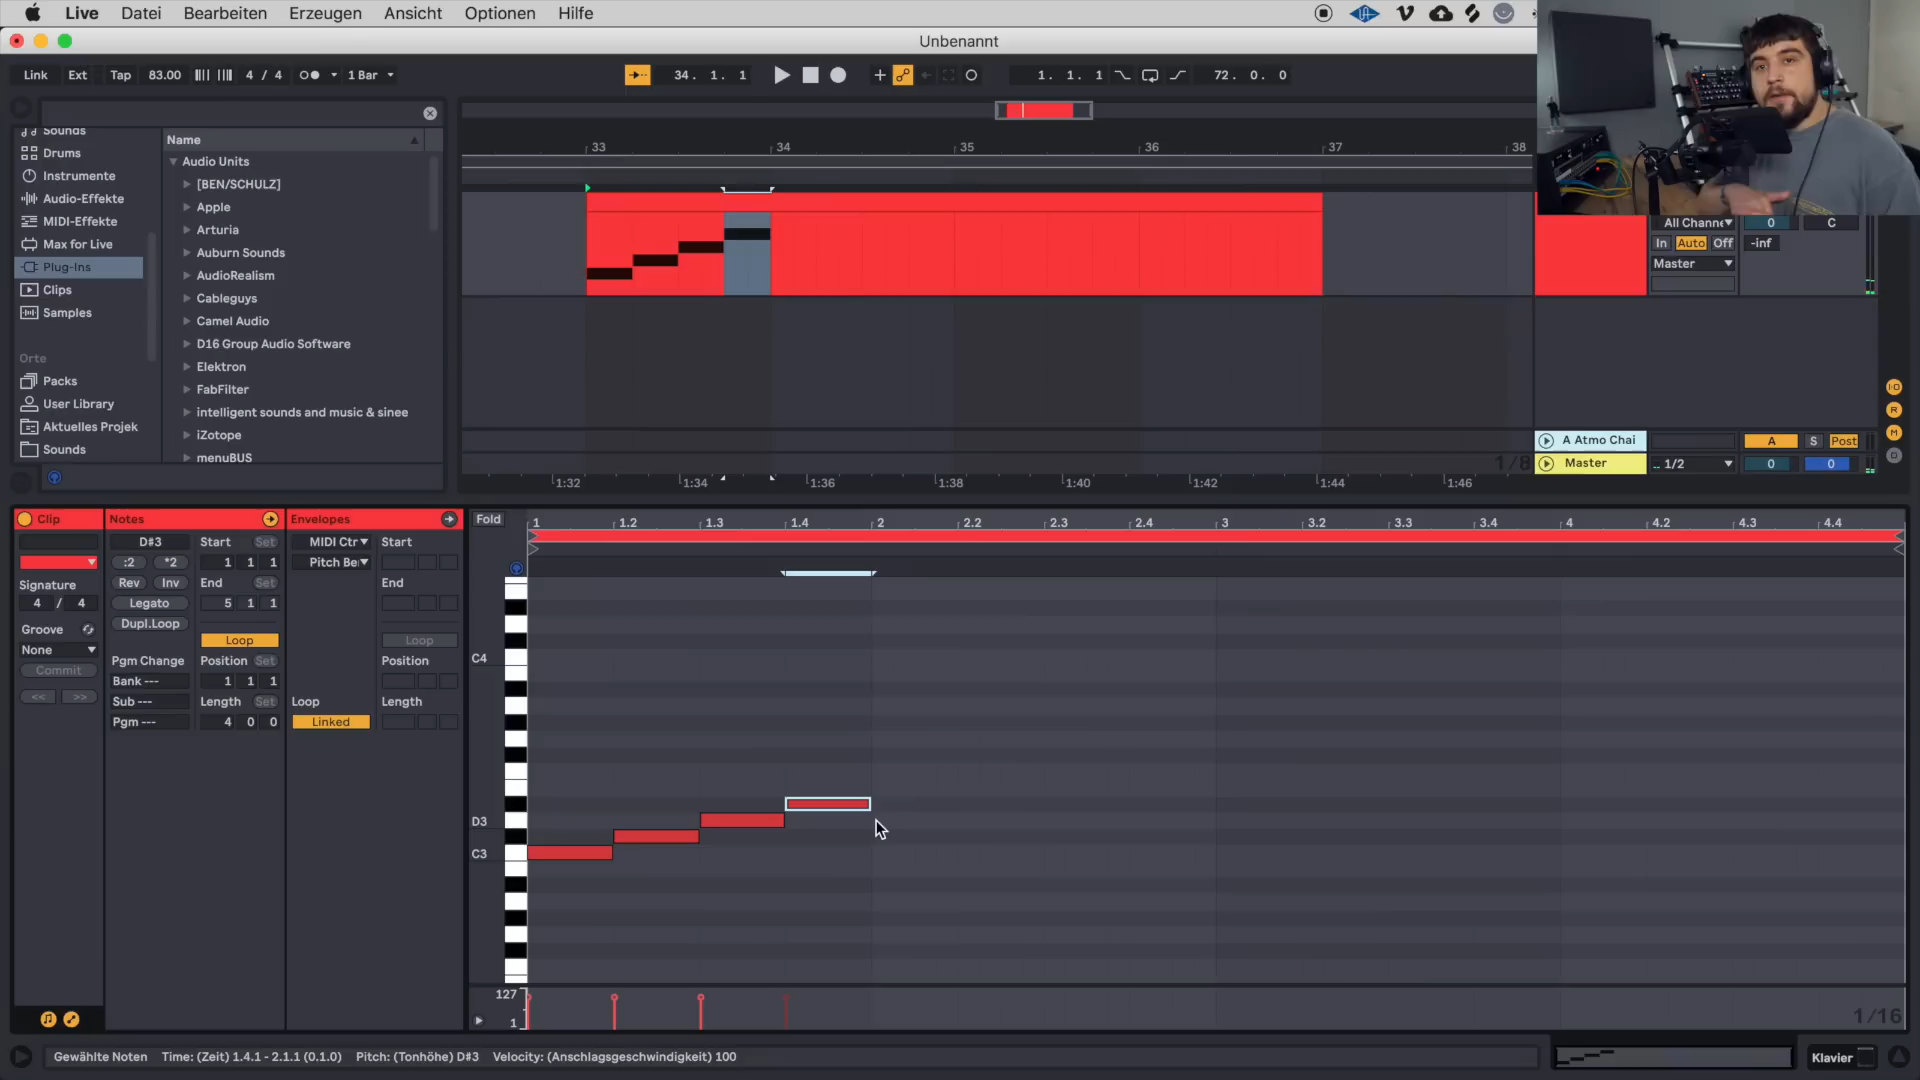 Live Datei Bearbeiten Erzeugen Ansicht Optionen Hilfe
Unbenannt
Link Ext Tap 83.00 4 / 4 1 Bar 34. 1. 1 1. 1. 1 72. 0. 0
Sounds
Drums
Instrumente
Audio-Effekte
MIDI-Effekte
Max for Live
Plug-Ins
Clips
Samples
Orte
Packs
User Library
Aktuelles Projek
Sounds
Name
Audio Units
[BEN/SCHULZ]
Apple
Arturia
Auburn Sounds
AudioRealism
Cableguys
Camel Audio
D16 Group Audio Software
Elektron
FabFilter
intelligent sounds and music & sinee
iZotope
menuBUS
33 34 35 36 37 38
All Channe 0 C
In Auto Off -inf
Master
A Atmo Chai A S Post
Master 1/2 0 0
I·O
R
M
D
1/8
1:32 1:34 1:36 1:38 1:40 1:42 1:44 1:46
Clip
Signature
4 / 4
Groove
None
Commit
<< >>
Notes
D#3
:2 *2
Rev Inv
Legato
Dupl.Loop
Pgm Change
Bank ---
Sub ---
Pgm ---
Start Set
1 1 1
End Set
5 1 1
Loop
Position Set
1 1 1
Length Set
4 0 0
Envelopes
MIDI Ctr
Pitch Be
Loop
Linked
Start
End
Loop
Position
Length
Fold
1 1.2 1.3 1.4 2 2.2 2.3 2.4 3 3.2 3.3 3.4 4 4.2 4.3 4.4
C4
D3
C3
127
1
1/16
Gewählte Noten Time: (Zeit) 1.4.1 - 2.1.1 (0.1.0) Pitch: (Tonhöhe) D#3 Velocity: (Anschlagsgeschwindigkeit) 100
Klavier